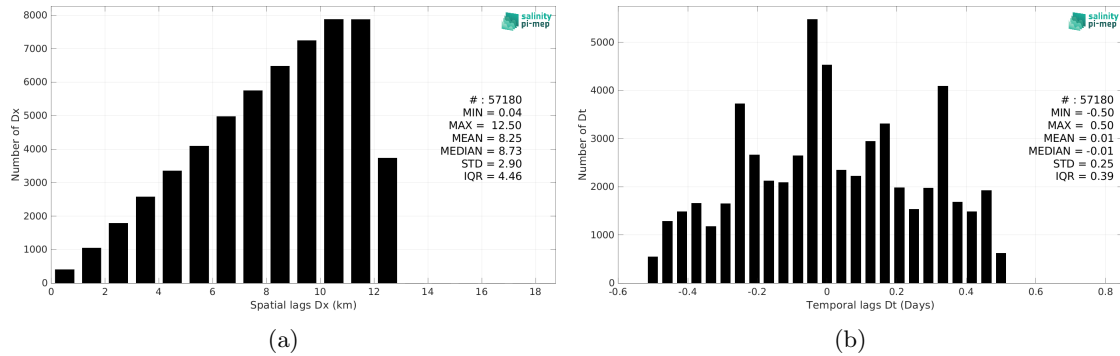 8000
7000
6000
5000
4000
3000
2000
1000
0
Number of Dx
0 2 4 6 8 10 12 14 16 18
Spatial lags Dx (km)
salinity
pi-mep
# : 57180
MIN = 0.04
MAX = 12.50
MEAN = 8.25
MEDIAN = 8.73
STD = 2.90
IQR = 4.46
(a)
5000
4000
3000
2000
1000
0
Number of Dt
-0.6 -0.4 -0.2 0 0.2 0.4 0.6 0.8
Temporal lags Dt (Days)
salinity
pi-mep
# : 57180
MIN = -0.50
MAX = 0.50
MEAN = 0.01
MEDIAN = -0.01
STD = 0.25
IQR = 0.39
(b)